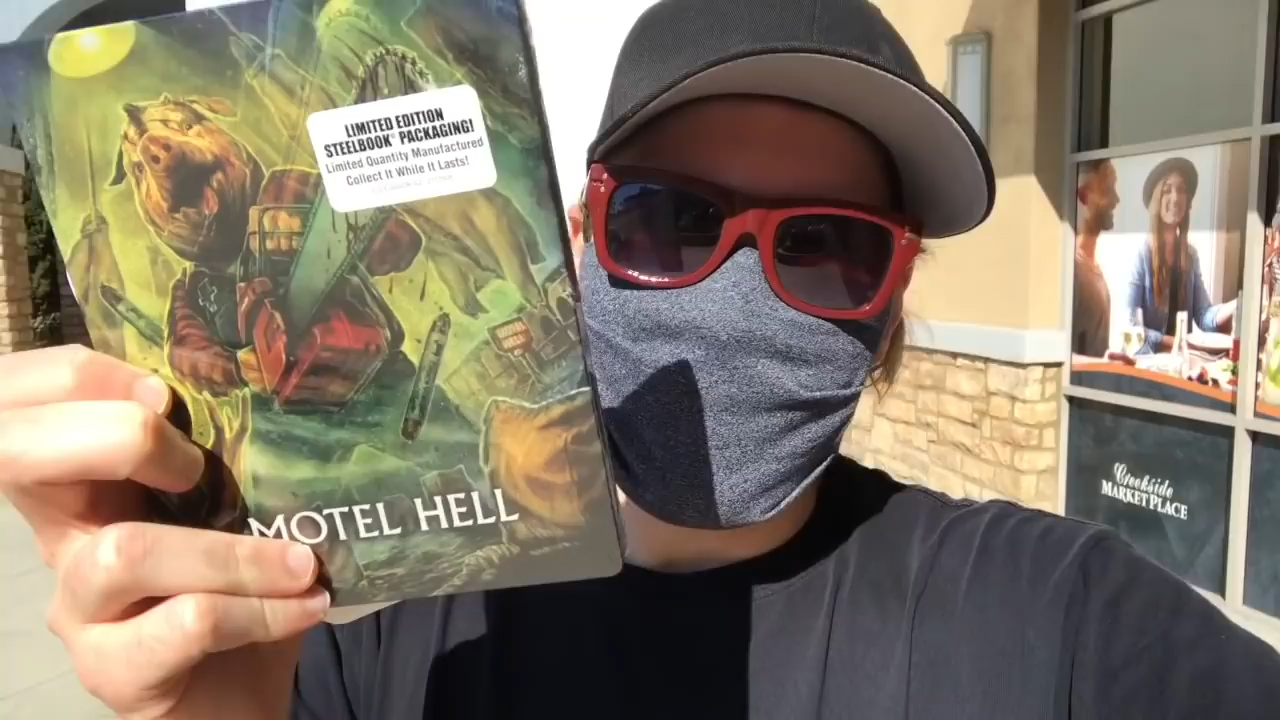 LIMITED EDITION
STEELBOOK® PACKAGING!
Limited Quantity Manufactured
Collect It While It Lasts!
MOTEL HELL
Creekside
MARKETPLACE